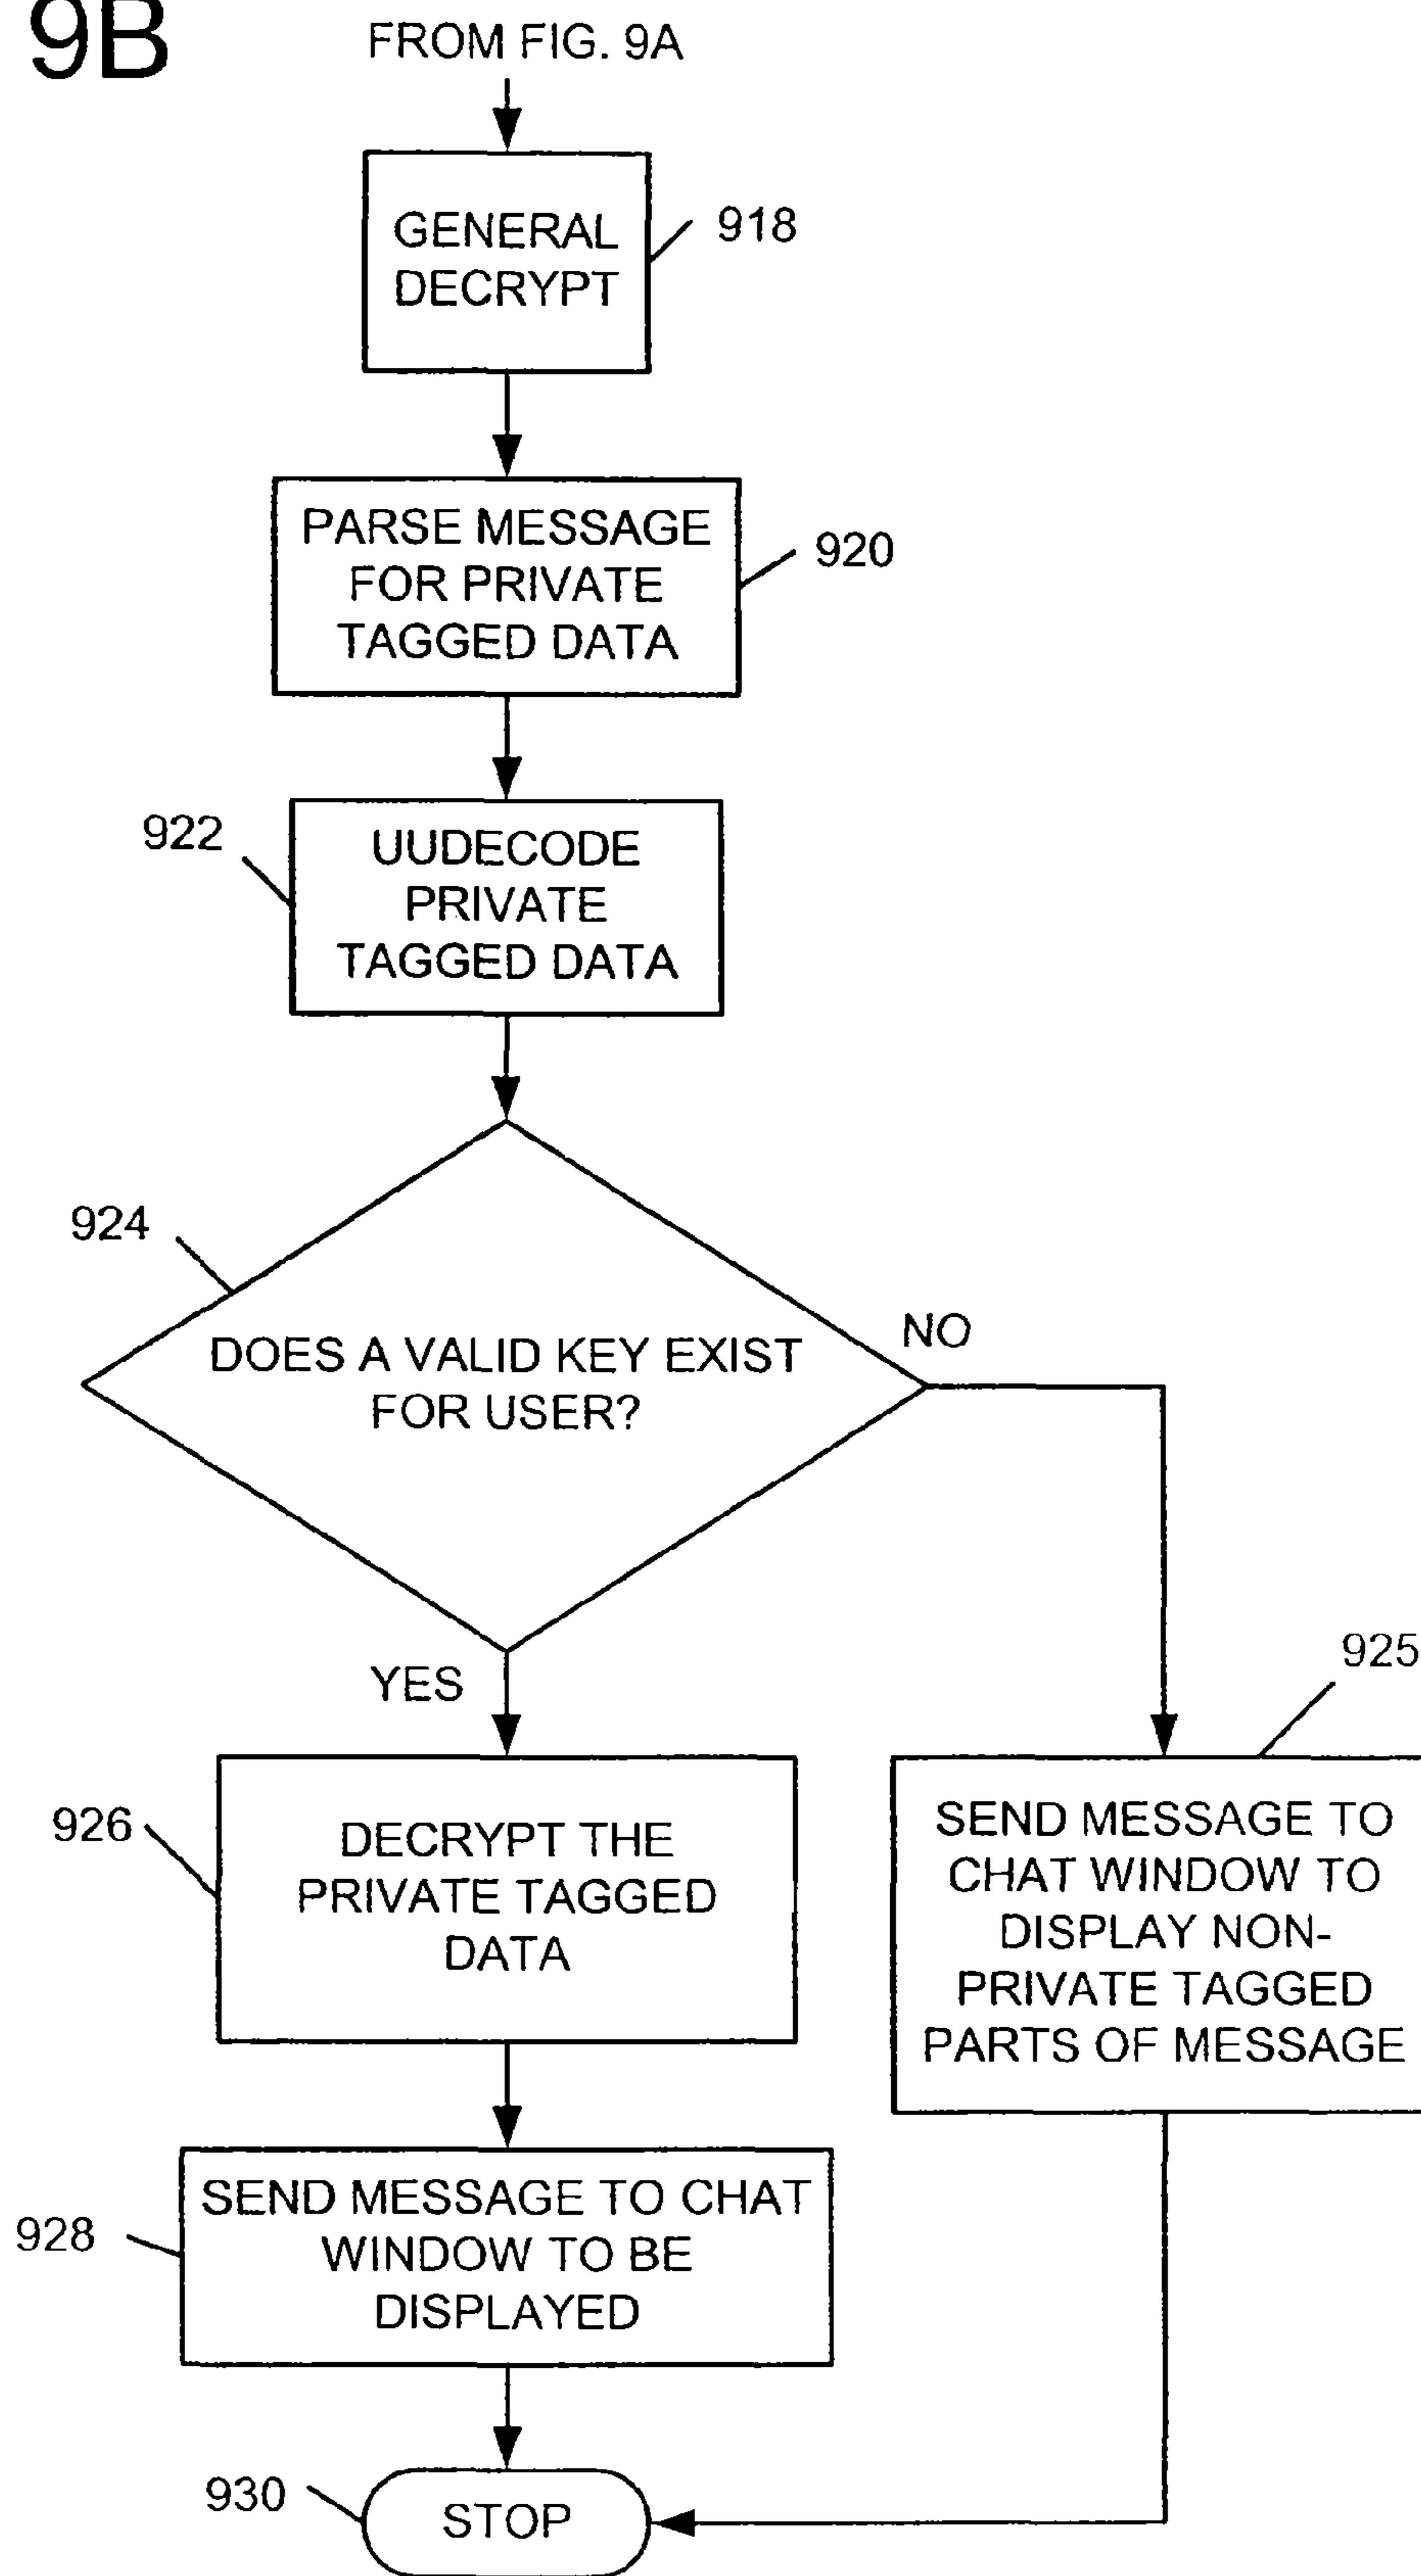 9B
FROM FIG. 9A
GENERAL
DECRYPT
918
PARSE MESSAGE
FOR PRIVATE
TAGGED DATA
920
922
UUDECODE
PRIVATE
TAGGED DATA
924
DOES A VALID KEY EXIST
FOR USER?
NO
YES
925
926
DECRYPT THE
PRIVATE TAGGED
DATA
SEND MESSAGE TO
CHAT WINDOW TO
DISPLAY NON-
PRIVATE TAGGED
PARTS OF MESSAGE
928
SEND MESSAGE TO CHAT
WINDOW TO BE
DISPLAYED
930
STOP